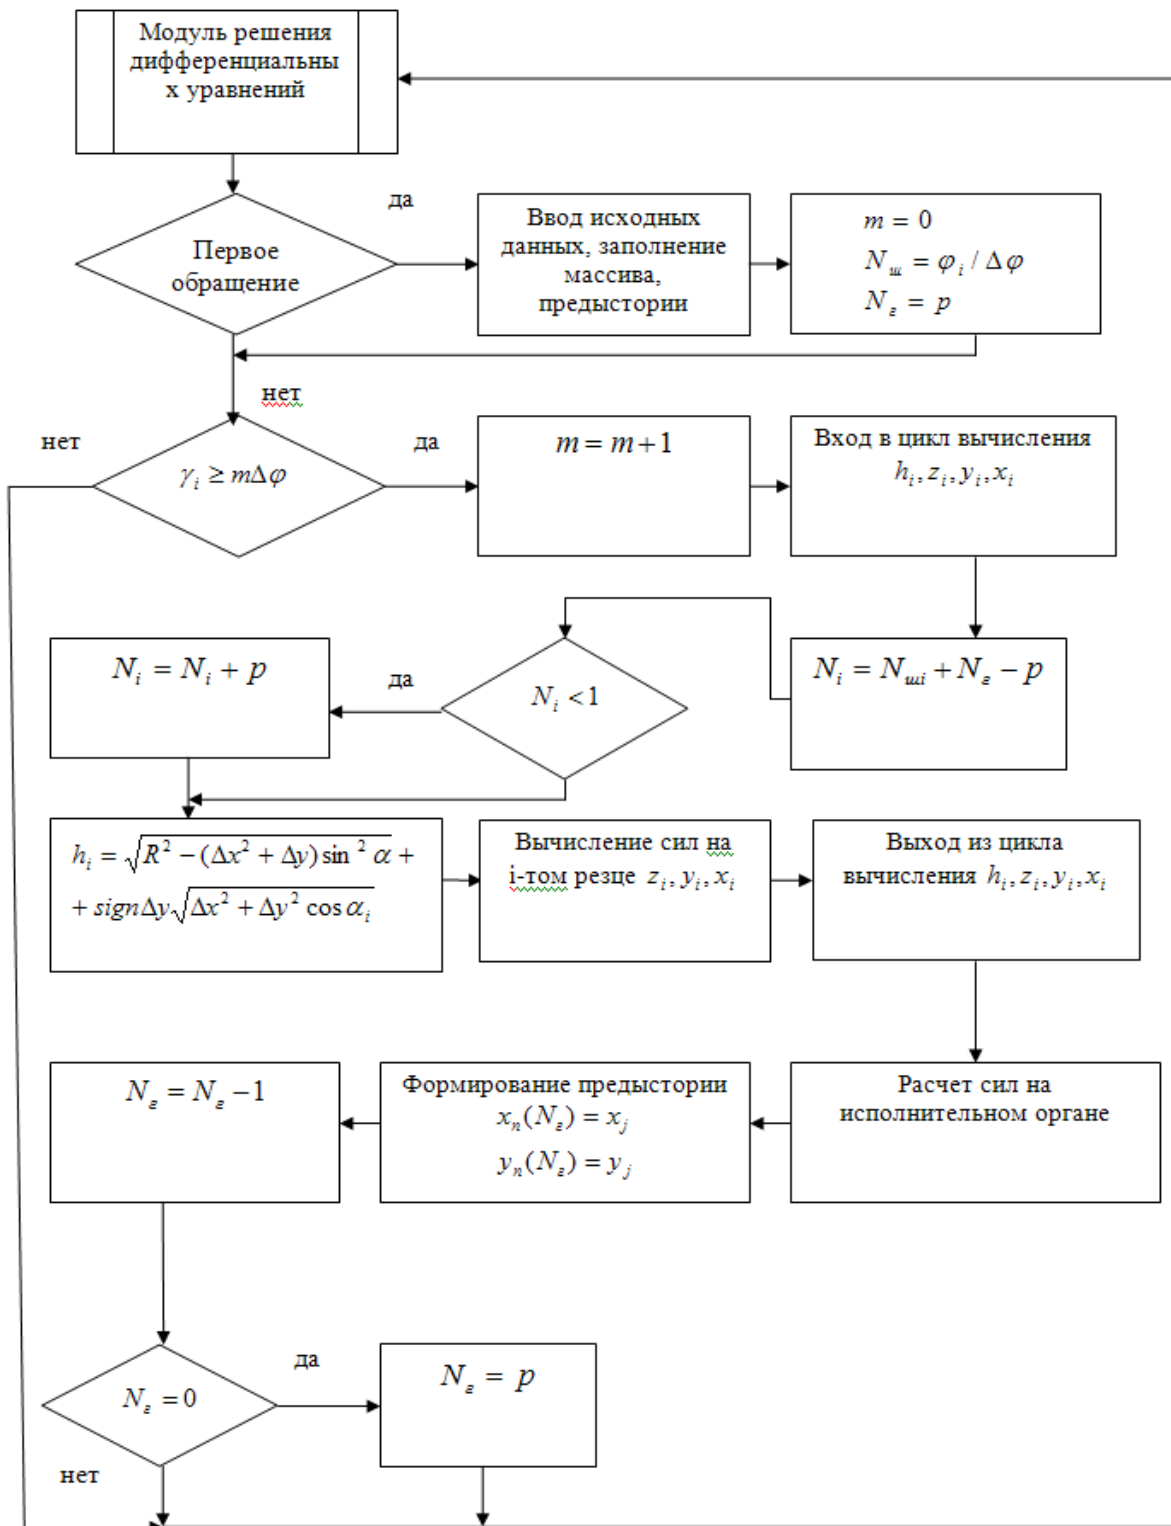 Модуль решения
дифференциальны
х уравнений
да
Первое
обращение
Ввод исходных
данных, заполнение
массива,
предыстории
m = 0
N_ш = φ_i / Δφ
N_г = p
нет
нет
γ_i ≥ mΔφ
да
m = m + 1
Вход в цикл вычисления
h_i, z_i, y_i, x_i
N_i = N_i + p
да
N_i < 1
N_i = N_шi + N_г − p
h_i = √(R² − (Δx² + Δy) sin² α) +
+ signΔy√(Δx² + Δy² cos α_i)
Вычисление сил на
i-том резце z_i, y_i, x_i
Выход из цикла
вычисления h_i, z_i, y_i, x_i
N_г = N_г − 1
Формирование предыстории
x_n(N_г) = x_j
y_n(N_г) = y_j
Расчет сил на
исполнительном органе
N_г = 0
да
N_г = p
нет